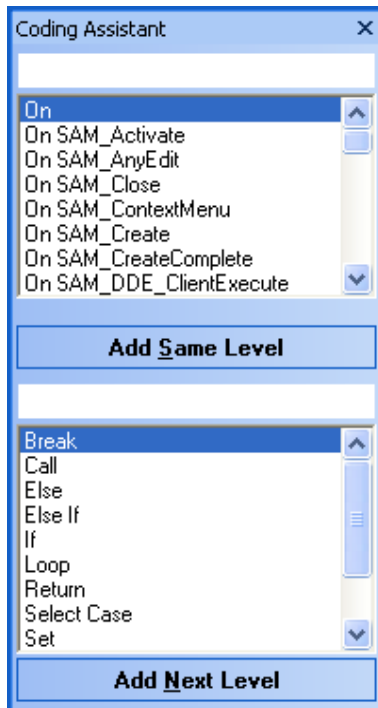 Coding Assistant
On
On SAM_Activate
On SAM_AnyEdit
On SAM_Close
On SAM_ContextMenu
On SAM_Create
On SAM_CreateComplete
On SAM_DDE_ClientExecute
Add Same Level
Break
Call
Else
Else If
If
Loop
Return
Select Case
Set
Add Next Level